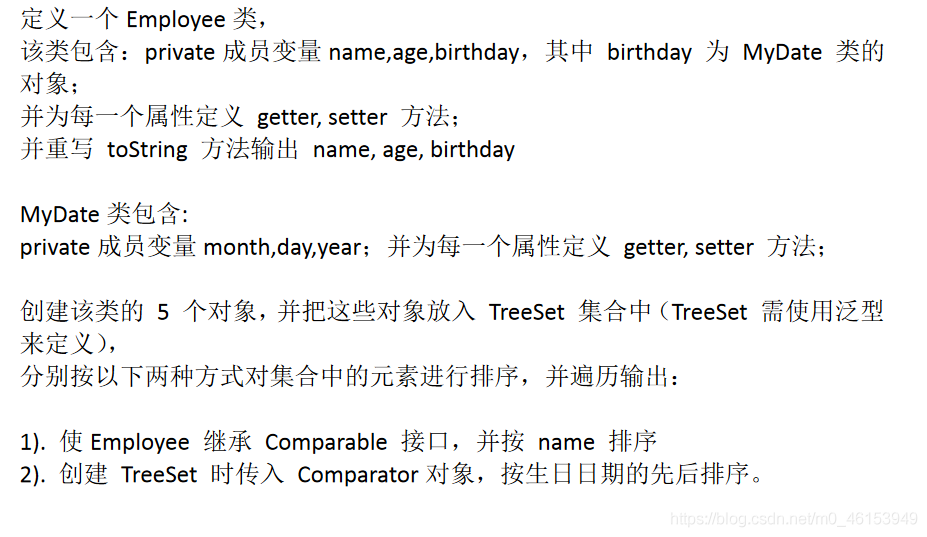 定义一个 Employee 类，
该类包含：private 成员变量 name,age,birthday，其中 birthday 为 MyDate 类的
对象；
并为每一个属性定义 getter, setter 方法；
并重写 toString 方法输出 name, age, birthday
MyDate 类包含:
private 成员变量 month,day,year；并为每一个属性定义 getter, setter 方法；
创建该类的 5 个对象，并把这些对象放入 TreeSet 集合中（TreeSet 需使用泛型
来定义），
分别按以下两种方式对集合中的元素进行排序，并遍历输出：
1). 使 Employee 继承 Comparable 接口，并按 name 排序
2). 创建 TreeSet 时传入 Comparator 对象，按生日日期的先后排序。
https://blog.csdn.net/m0_46153949